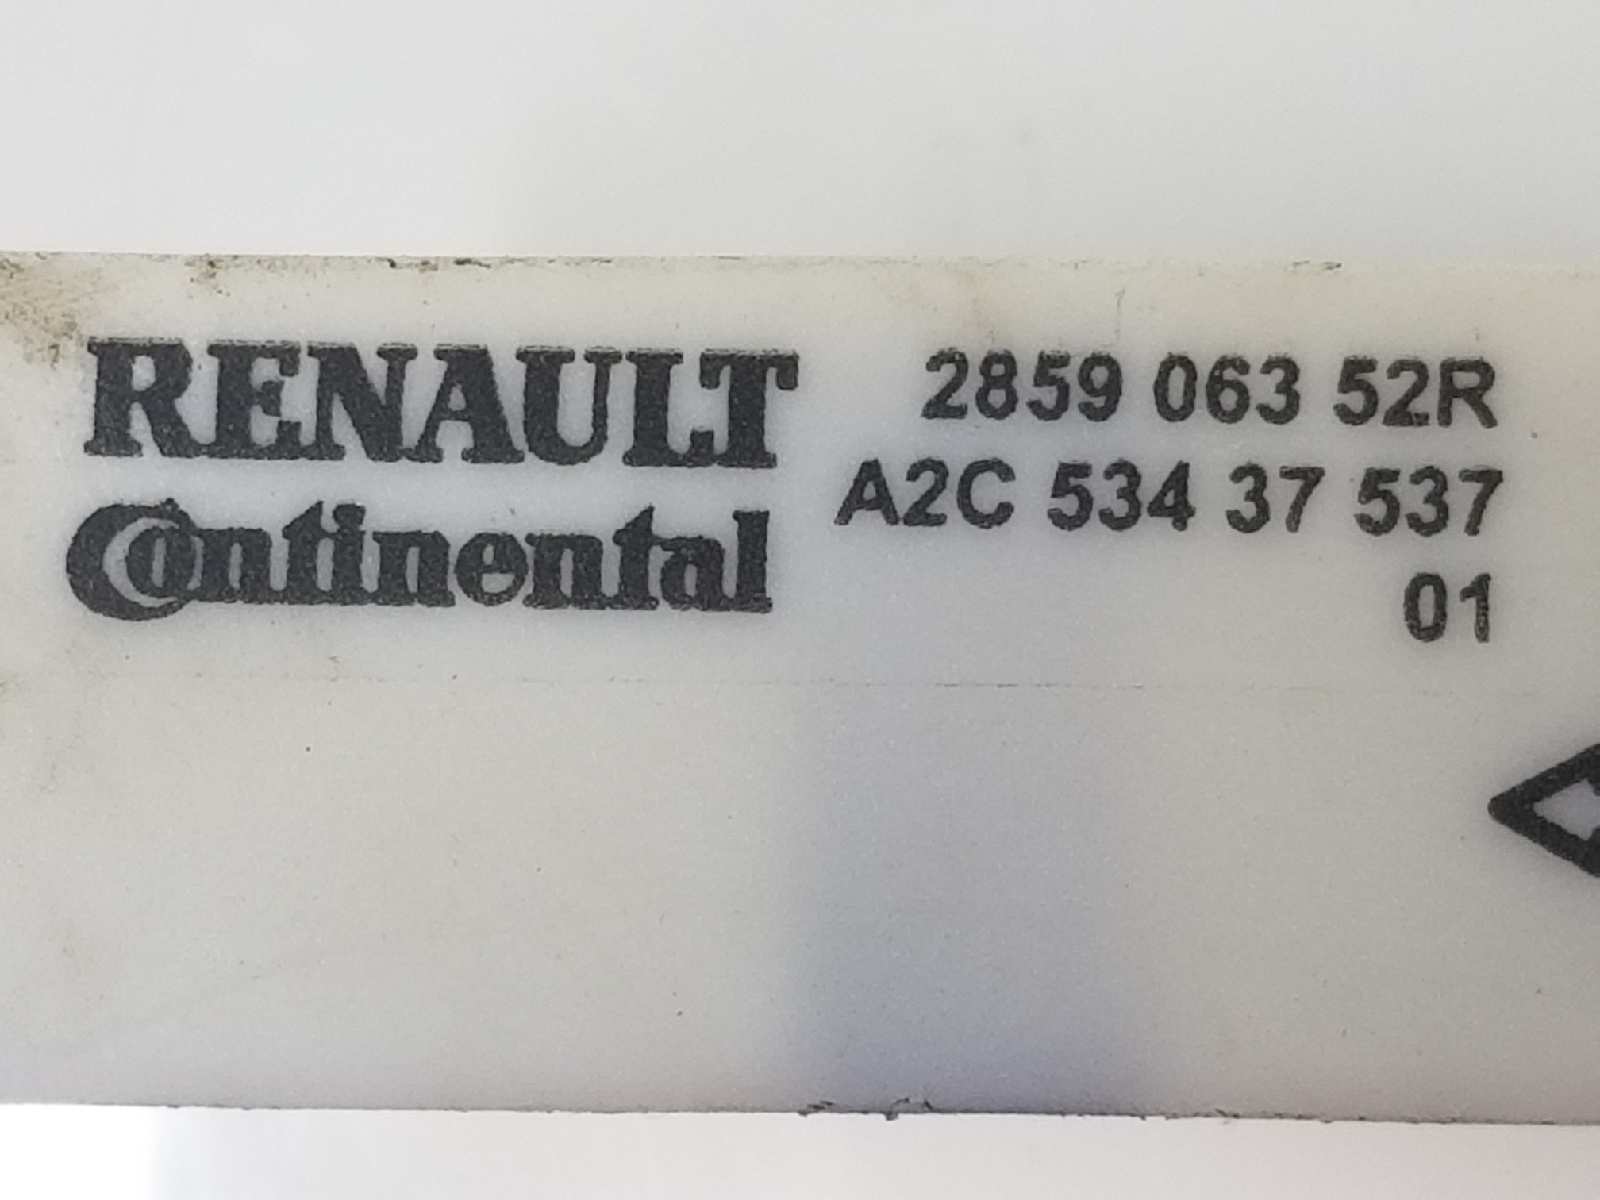 RENAULT
Continental
2859 063 52R
A2C 534 37 537
01